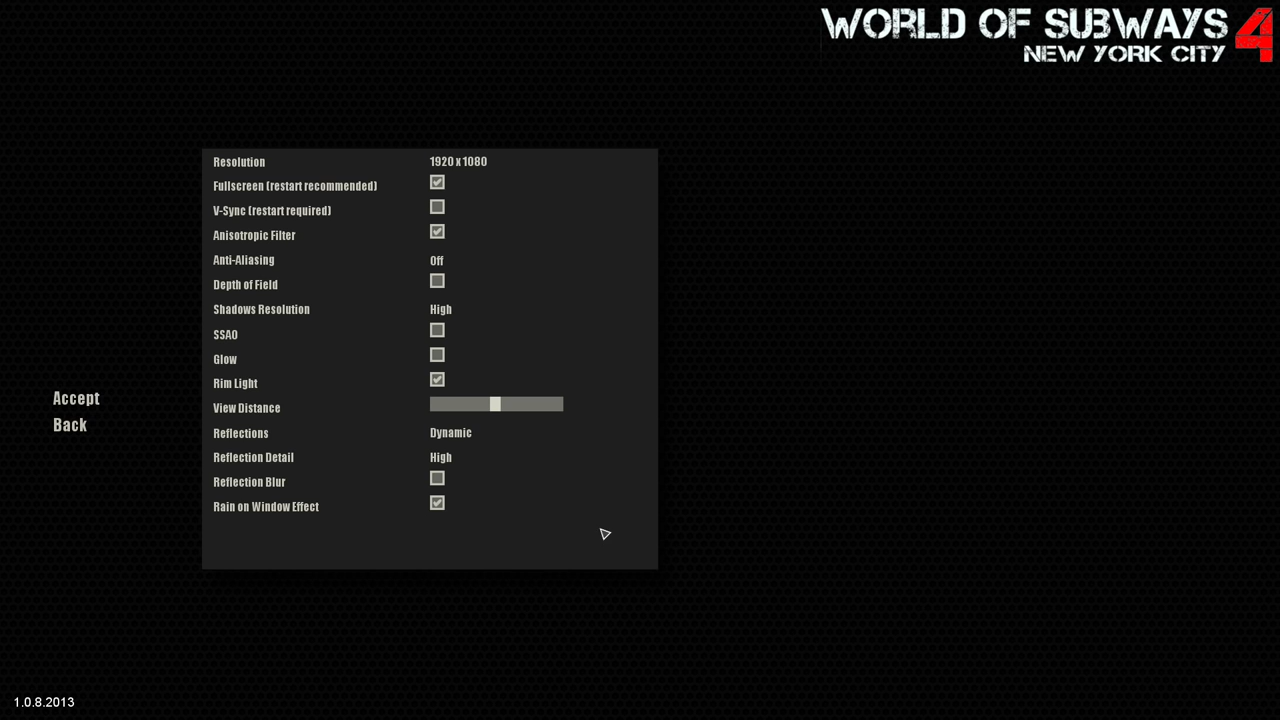 WORLD OF SUBWAYS 4
NEW YORK CITY
Resolution 1920 x 1080
Fullscreen (restart recommended)
V-Sync (restart required)
Anisotropic Filter
Anti-Aliasing Off
Depth of Field
Shadows Resolution High
SSAO
Glow
Rim Light
View Distance
Reflections Dynamic
Reflection Detail High
Reflection Blur
Rain on Window Effect
Accept
Back
1.0.8.2013